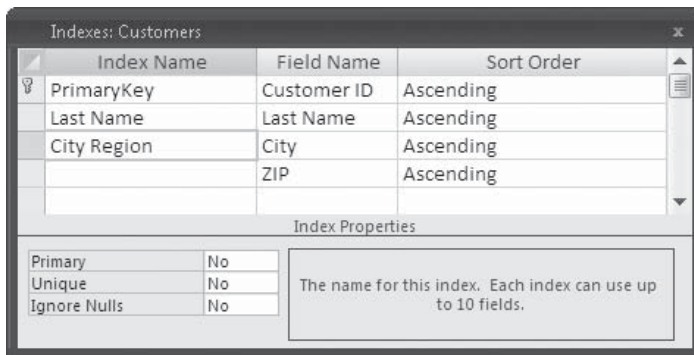 Indexes: Customers x
Index Name Field Name Sort Order
PrimaryKey Customer ID Ascending
Last Name Last Name Ascending
City Region City Ascending
ZIP Ascending
Index Properties
Primary No
Unique No
Ignore Nulls No
The name for this index. Each index can use up
to 10 fields.